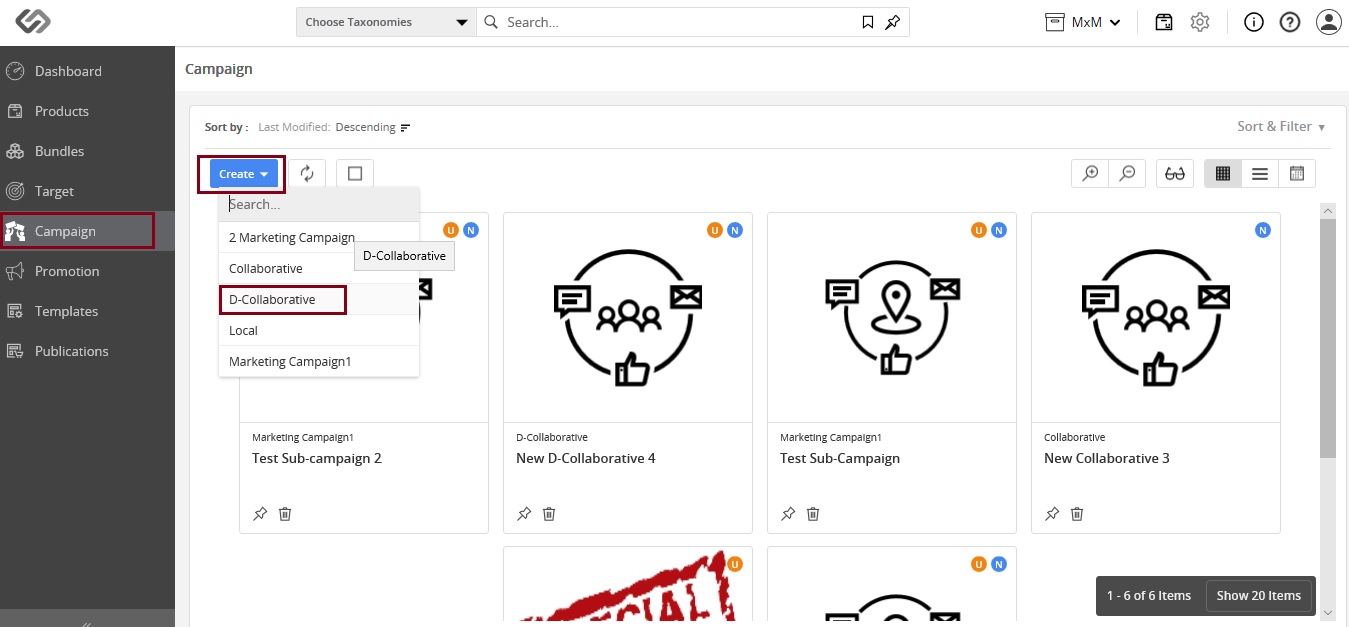 Choose Taxonomies
Search...
MxM
Dashboard
Products
Bundles
Target
Campaign
Promotion
Templates
Publications
Campaign
Sort by : Last Modified: Descending
Sort & Filter
Create
Search...
2 Marketing Campaign
Collaborative
D-Collaborative
D-Collaborative
Local
Marketing Campaign1
U N
U N
U N
N
Marketing Campaign1
Test Sub-campaign 2
D-Collaborative
New D-Collaborative 4
Marketing Campaign1
Test Sub-Campaign
Collaborative
New Collaborative 3
U
U N
1 - 6 of 6 Items
Show 20 Items